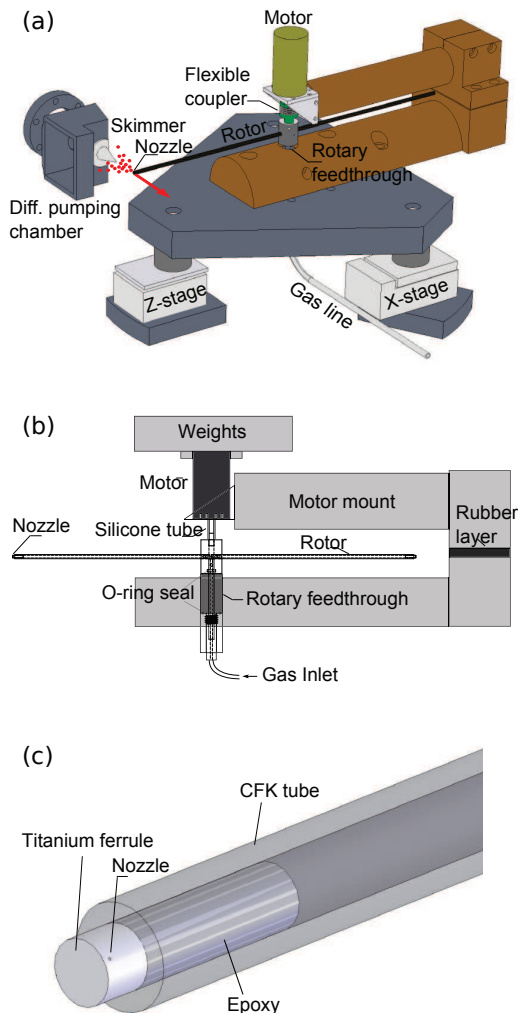 (a)
Motor
Flexible
coupler
Skimmer
Nozzle
Rotor
Rotary
feedthrough
Diff. pumping
chamber
Z-stage
Gas line
X-stage
(b)
Weights
Motor
Motor mount
Silicone tube
Nozzle
Rotor
Rubber
layer
O-ring seal
Rotary feedthrough
Gas Inlet
(c)
CFK tube
Titanium ferrule
Nozzle
Epoxy